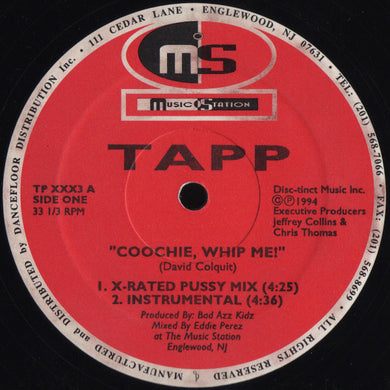 111 CEDAR LANE · ENGLEWOOD, NJ 07631 · TEL: (201) 568-7066 · FAX: (201) 568-8699 · ALL RIGHTS RESERVED · MANUFACTURED and DISTRIBUTED by DANCEFLOOR DISTRIBUTION Inc. ·
MS
MUSIC STATION
TAPP
TP XXX3 A
SIDE ONE
33 1/3 RPM
Disc-tinct Music Inc.
©℗1994
Executive Producers
Jeffrey Collins &
Chris Thomas
"COOCHIE, WHIP ME!"
(David Colquit)
1. X-RATED PUSSY MIX (4:25)
2. INSTRUMENTAL (4:36)
Produced By: Bad Azz Kidz
Mixed By Eddie Perez
at The Music Station
Englewood, NJ